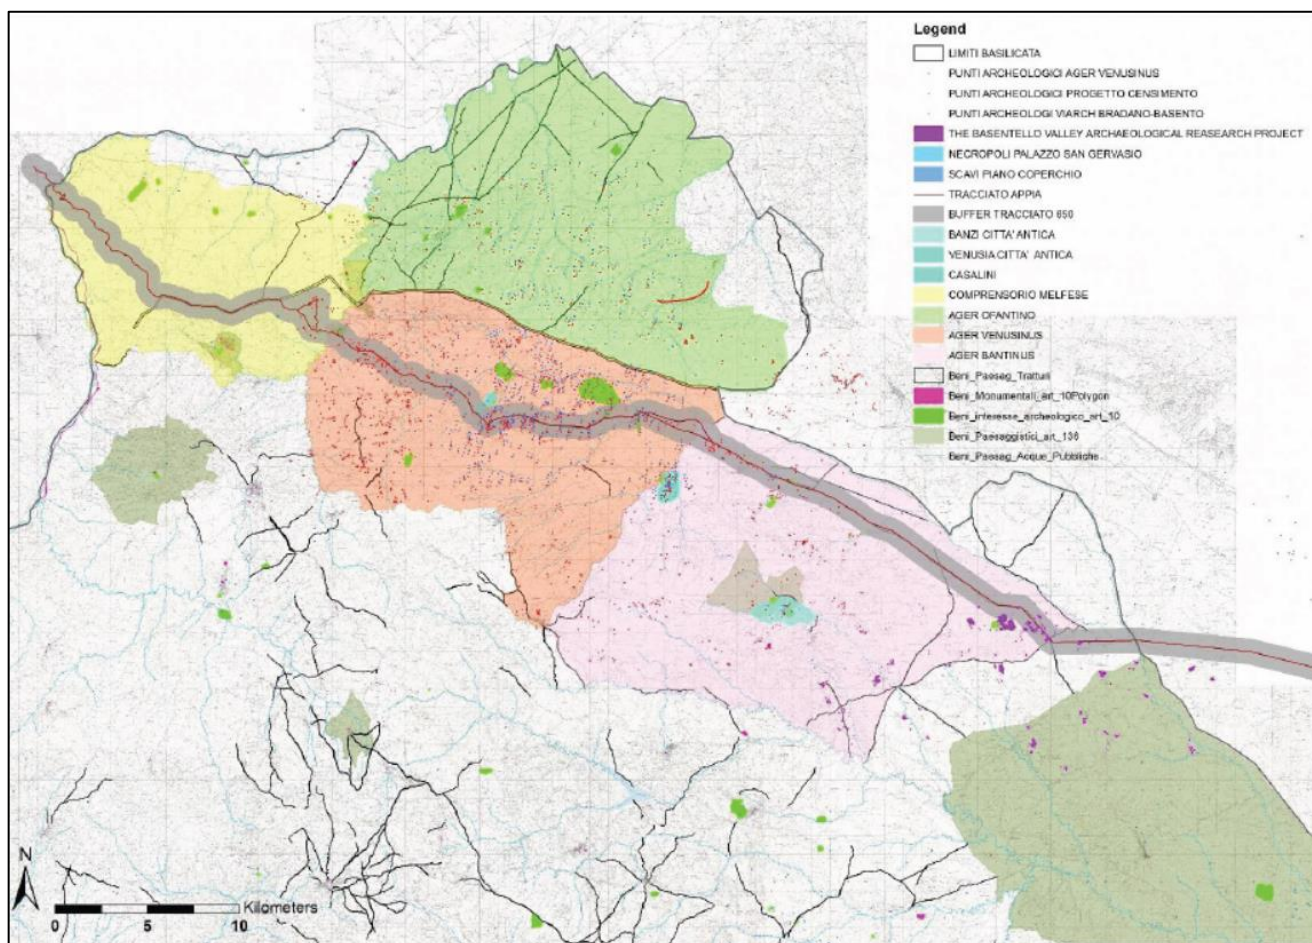 Legend
LIMITI BASILICATA
PUNTI ARCHEOLOGICI AGER VENUSINUS
PUNTI ARCHEOLOGICI PROGETTO CENSIMENTO
PUNTI ARCHEOLOGI VIARCH BRADANO-BASENTO
THE BASENTELLO VALLEY ARCHAEOLOGICAL REASEARCH PROJECT
NECROPOLI PALAZZO SAN GERVASIO
SCAVI PIANO COPERCHIO
TRACCIATO APPIA
BUFFER TRACCIATO 650
BANZI CITTA' ANTICA
VENUSIA CITTA' ANTICA
CASALINI
COMPRENSORIO MELFESE
AGER OFANTINO
AGER VENUSINUS
AGER BANTINUS
Beni_Paesag_Tratturi
Beni_Monumentali_art_10Polygon
Beni_interesse_archeologico_art_10
Beni_Paesaggistici_art_136
Beni_Paesag_Acque_Pubbliche
N
Kilometers
0 5 10